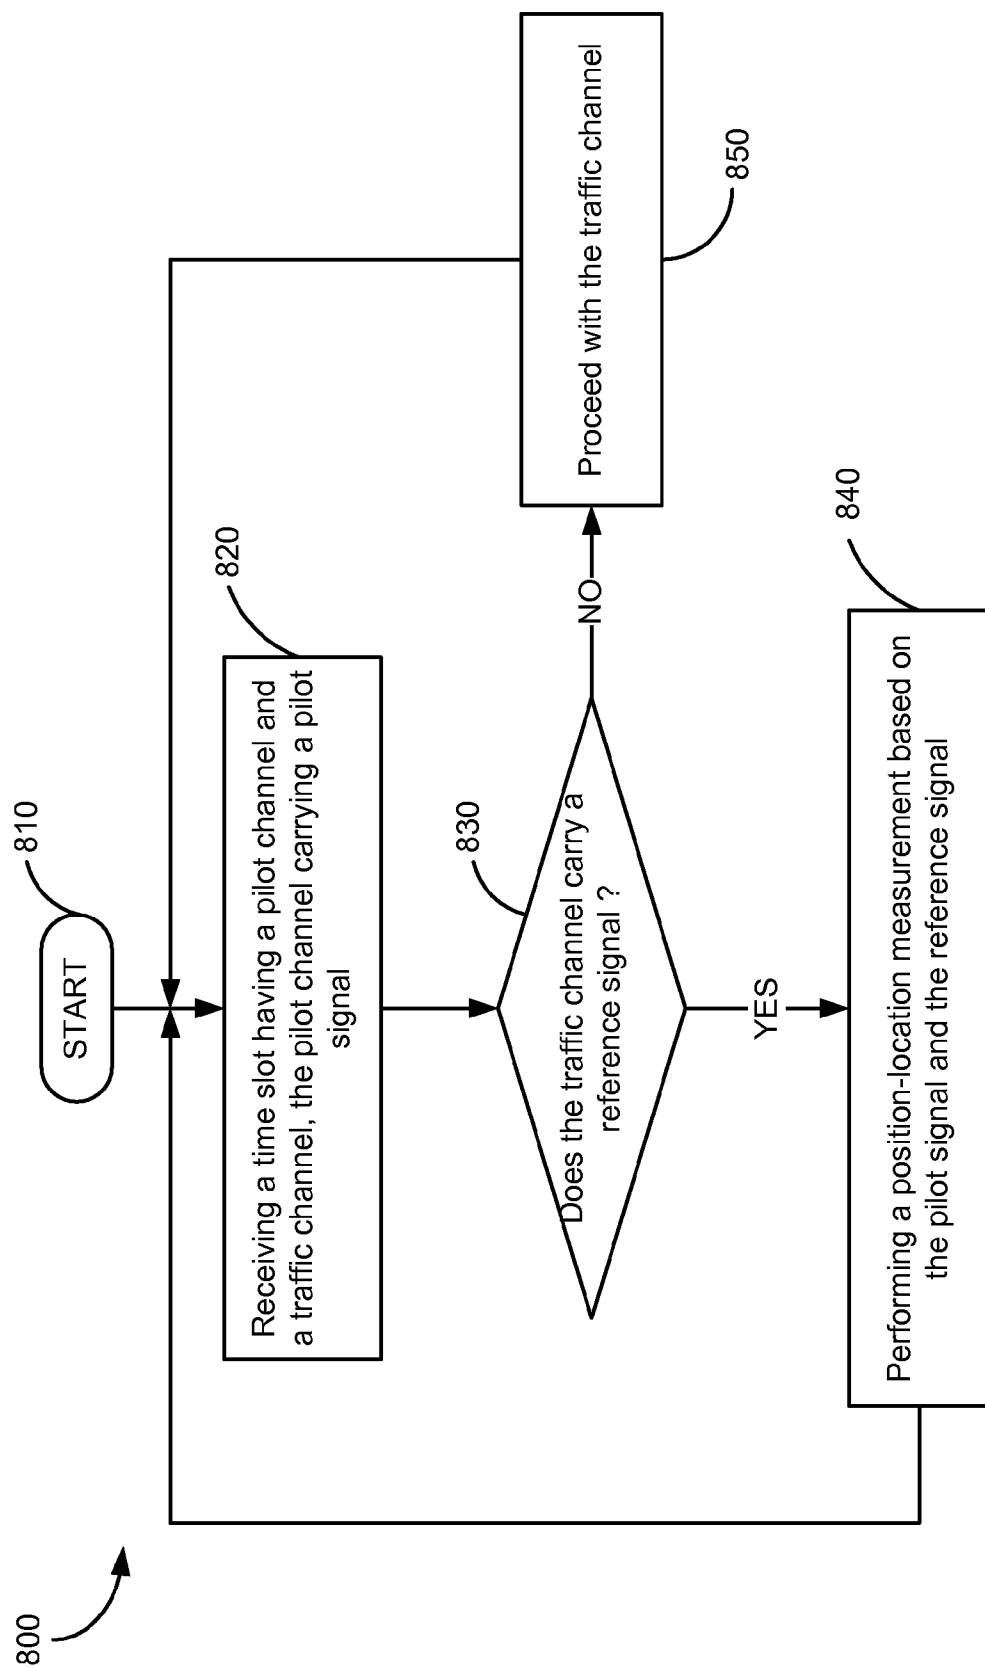 800
START
810
Receiving a time slot having a pilot channel and
a traffic channel, the pilot channel carrying a pilot
signal
820
Does the traffic channel carry a
reference signal ?
830
NO
Proceed with the traffic channel
850
YES
Performing a position-location measurement based on
the pilot signal and the reference signal
840